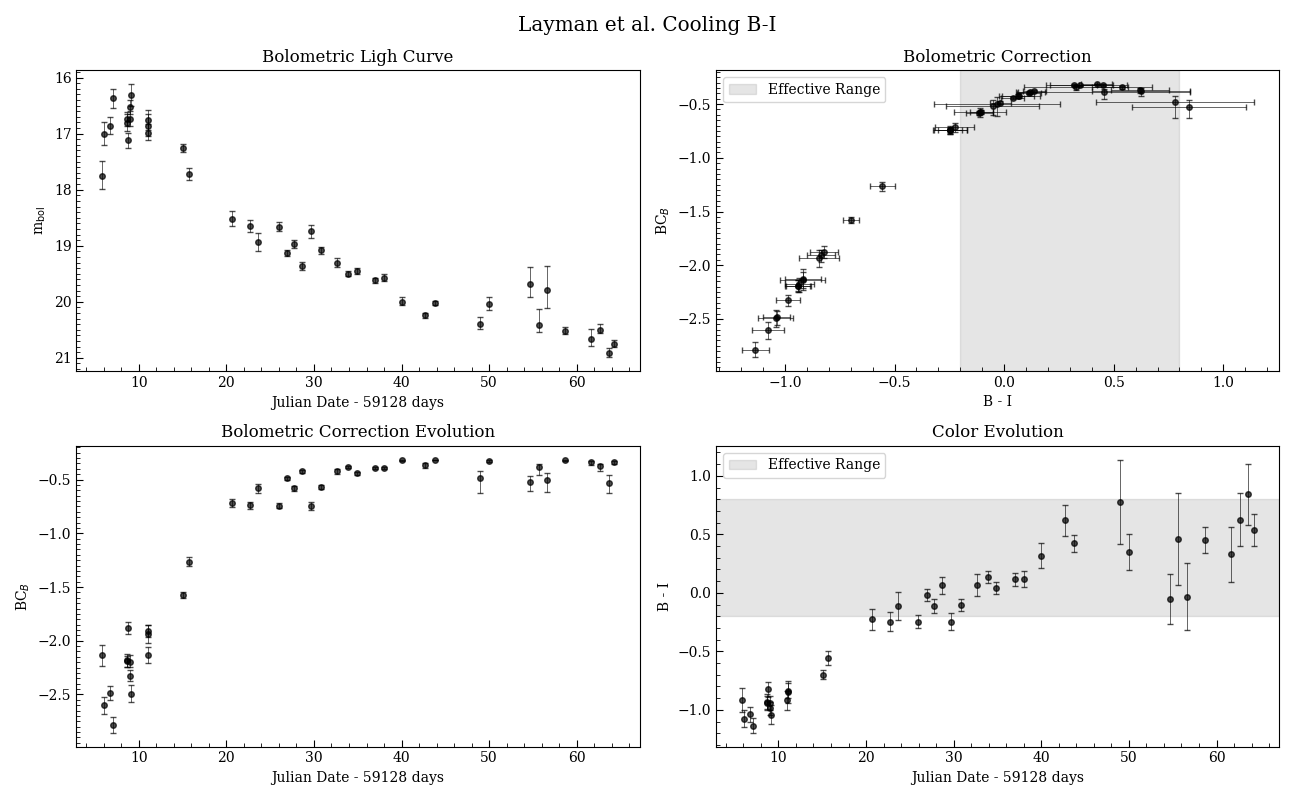 Layman et al. Cooling B-I
Bolometric Ligh Curve
16
17
18
19
20
21
m_bol
10 20 30 40 50 60
Julian Date - 59128 days
Bolometric Correction
Effective Range
−0.5
−1.0
−1.5
−2.0
−2.5
BC_B
−1.0 −0.5 0.0 0.5 1.0
B - I
Bolometric Correction Evolution
−0.5
−1.0
−1.5
−2.0
−2.5
BC_B
10 20 30 40 50 60
Julian Date - 59128 days
Color Evolution
Effective Range
1.0
0.5
0.0
−0.5
−1.0
B - I
10 20 30 40 50 60
Julian Date - 59128 days